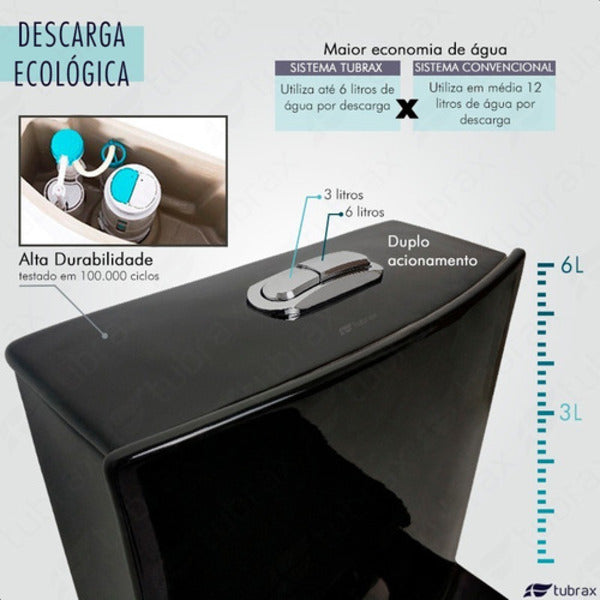 DESCARGA
ECOLÓGICA
Maior economia de água
SISTEMA TUBRAX
Utiliza até 6 litros de
água por descarga
X
SISTEMA CONVENCIONAL
Utiliza em média 12
litros de água por
descarga
Alta Durabilidade
testado em 100.000 ciclos
3 litros
6 litros
Duplo
acionamento
tubrax
6L
3L
tubrax